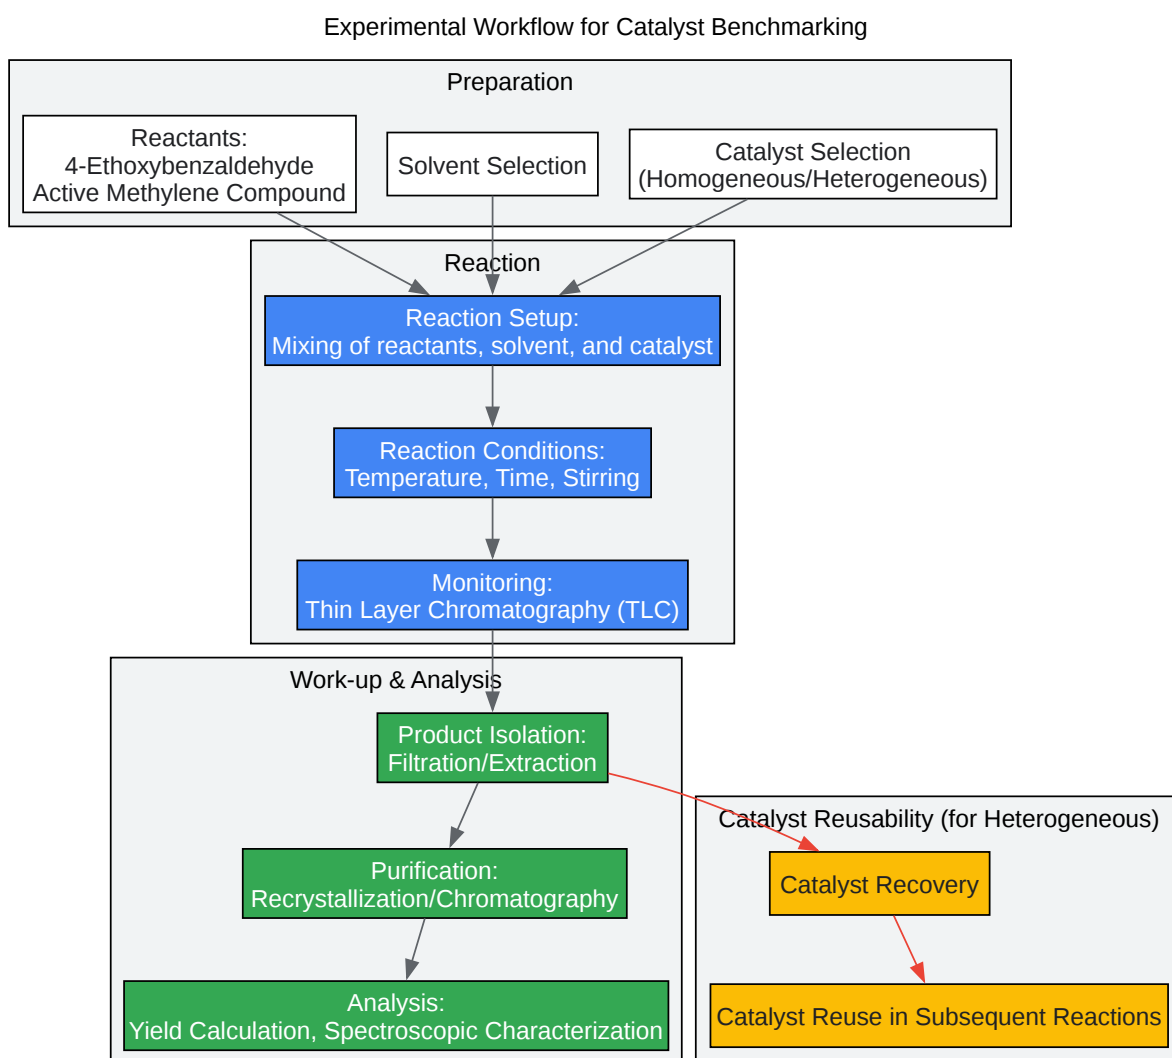 Experimental Workflow for Catalyst Benchmarking
Preparation
Reactants:
4-Ethoxybenzaldehyde
Active Methylene Compound
Solvent Selection
Catalyst Selection
(Homogeneous/Heterogeneous)
Reaction
Reaction Setup:
Mixing of reactants, solvent, and catalyst
Reaction Conditions:
Temperature, Time, Stirring
Monitoring:
Thin Layer Chromatography (TLC)
Work-up & Analysis
Product Isolation:
Filtration/Extraction
Purification:
Recrystallization/Chromatography
Analysis:
Yield Calculation, Spectroscopic Characterization
Catalyst Reusability (for Heterogeneous)
Catalyst Recovery
Catalyst Reuse in Subsequent Reactions